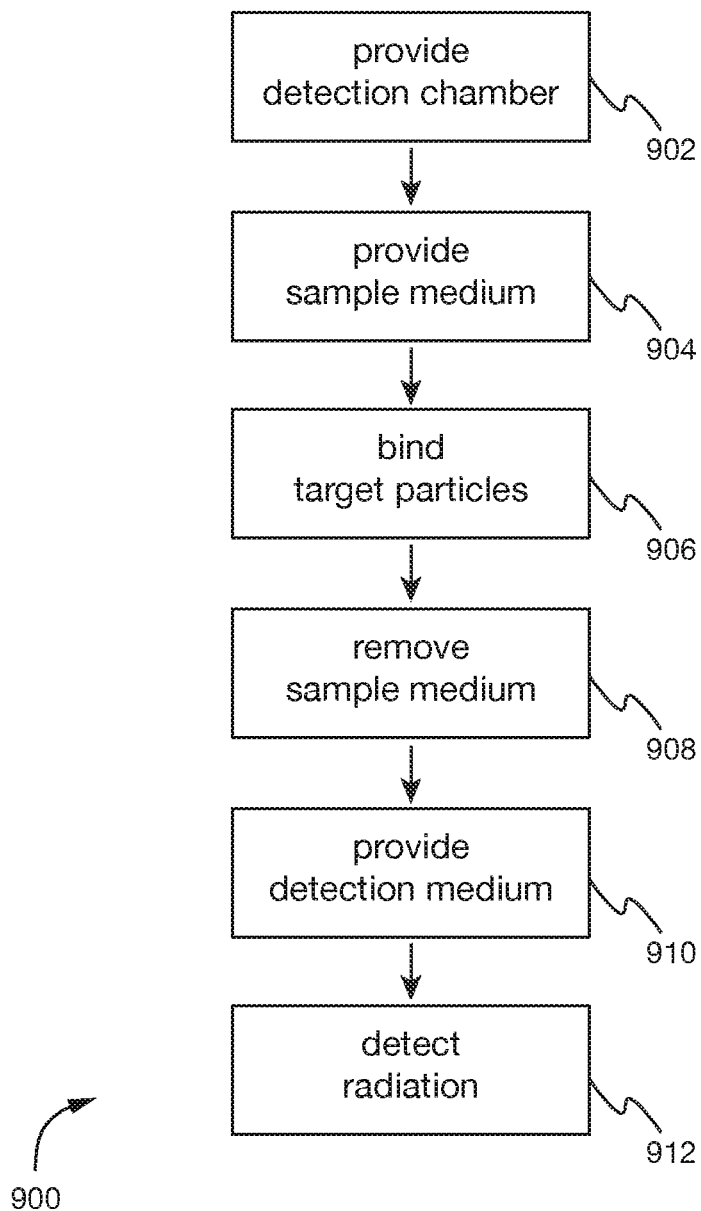 provide
detection chamber
902
provide
sample medium
904
bind
target particles
906
remove
sample medium
908
provide
detection medium
910
detect
radiation
912
900